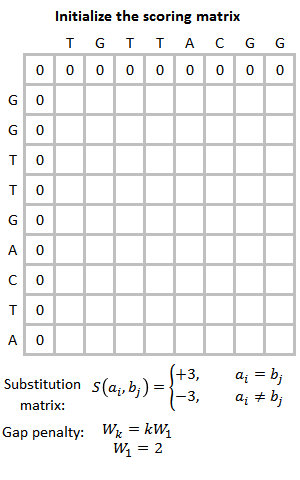 Initialize the scoring matrix
T G T T A C G G
0 0 0 0 0 0 0 0 0
G 0
G 0
T 0
T 0
G 0
A 0
C 0
T 0
A 0
Substitution matrix: S(aᵢ, bⱼ) = { +3, aᵢ = bⱼ
−3, aᵢ ≠ bⱼ
Gap penalty: Wₖ = kW₁
W₁ = 2